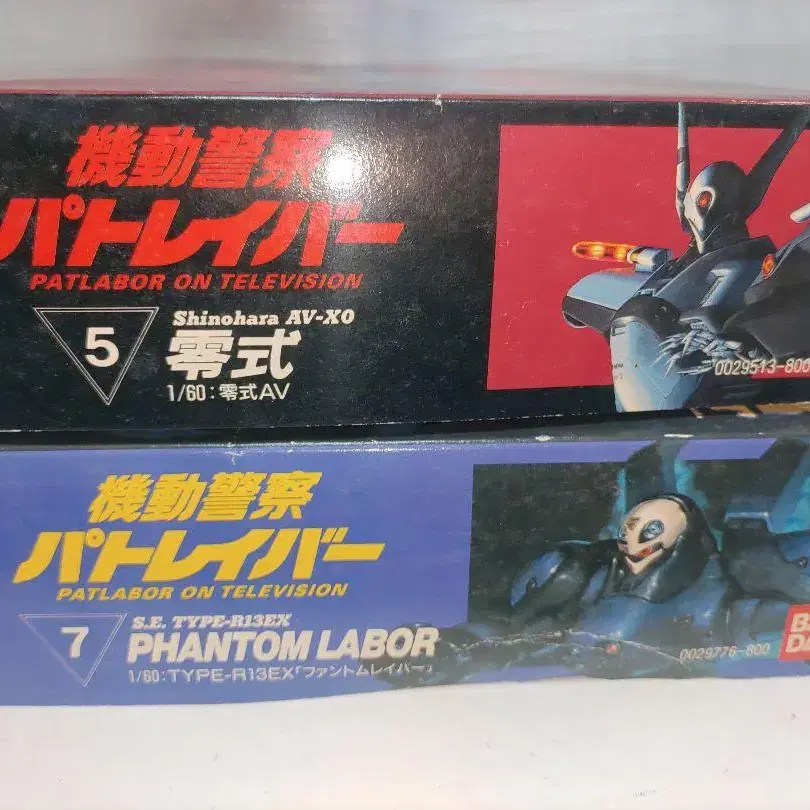 機動警察
パトレイバー
PATLABOR ON TELEVISION
5
Shinohara AV-X0
零式
1/60:零式AV
0029513-800
機動警察
パトレイバー
PATLABOR ON TELEVISION
7
S.E. TYPE-R13EX
PHANTOM LABOR
1/60:TYPE-R13EX「ファントムレイバー」
0029776-800